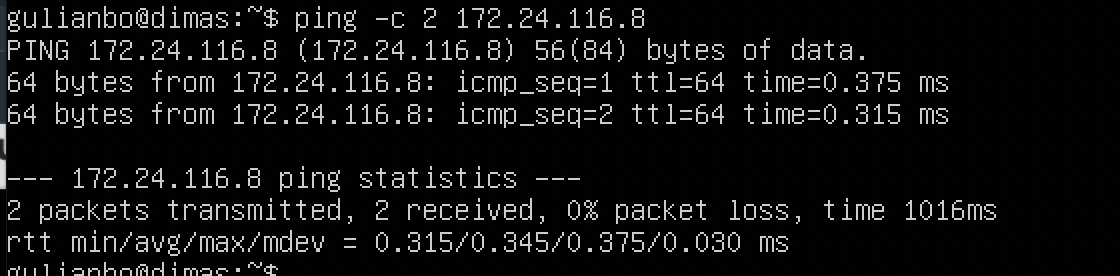 gulianbo@dimas:~$ ping -c 2 172.24.116.8
PING 172.24.116.8 (172.24.116.8) 56(84) bytes of data.
64 bytes from 172.24.116.8: icmp_seq=1 ttl=64 time=0.375 ms
64 bytes from 172.24.116.8: icmp_seq=2 ttl=64 time=0.315 ms
--- 172.24.116.8 ping statistics ---
2 packets transmitted, 2 received, 0% packet loss, time 1016ms
rtt min/avg/max/mdev = 0.315/0.345/0.375/0.030 ms
gulianbo@dimas:~$